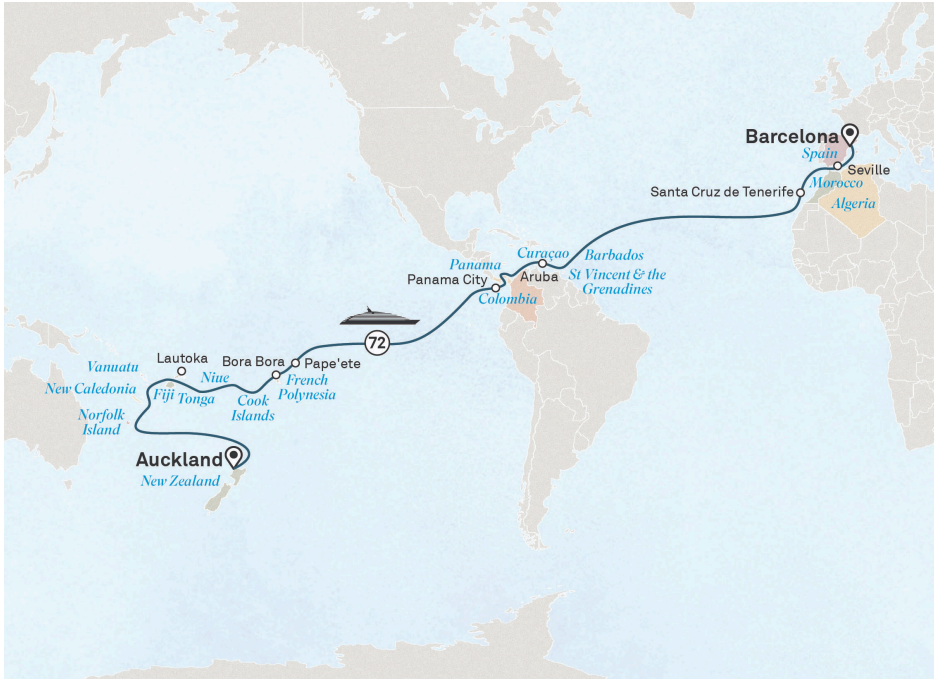 Barcelona
Spain
Seville
Morocco
Santa Cruz de Tenerife
Algeria
Curaçao
Barbados
Panama
Aruba
St Vincent & the
Grenadines
Panama City
Colombia
72
Lautoka
Bora Bora
Pape'ete
Vanuatu
Niue
French
Polynesia
New Caledonia
Fiji
Tonga
Cook
Islands
Norfolk
Island
Auckland
New Zealand